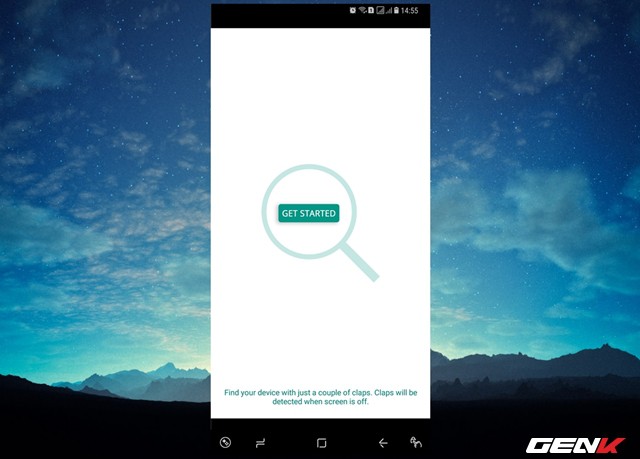 14:55
GET STARTED
Find your device with just a couple of claps. Claps will be
detected when screen is off.
GENK